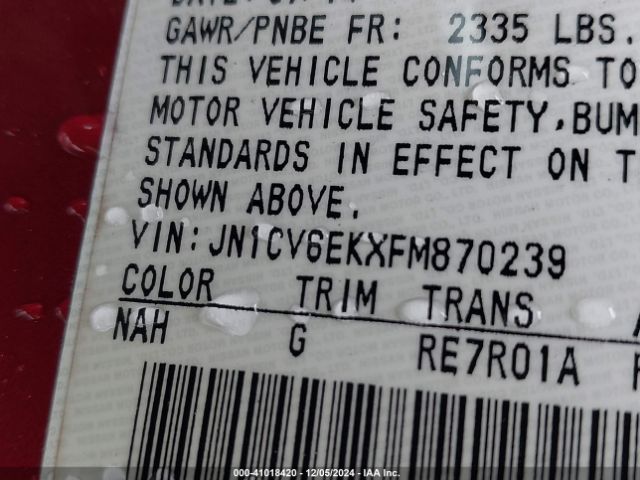 GAWR/PNBE FR: 2335 LBS.
THIS VEHICLE CONFORMS TO
MOTOR VEHICLE SAFETY, BUM
STANDARDS IN EFFECT ON T
SHOWN ABOVE.
VIN: JN1CV6EKXFM870239
COLOR TRIM TRANS
NAH G RE7R01A
000-41018420 - 12/05/2024 - IAA Inc.